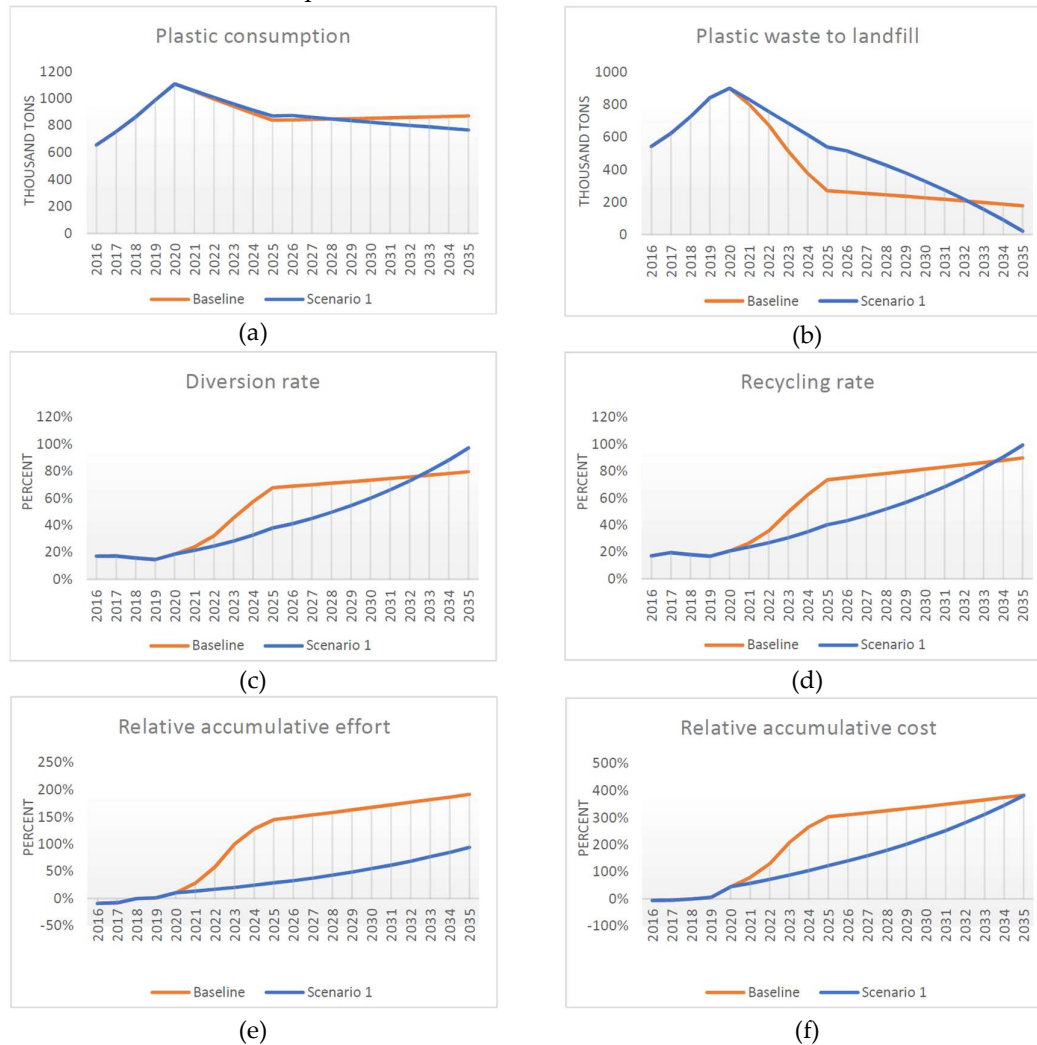 Plastic consumption
THOUSAND TONS
1200
1000
800
600
400
200
0
2016 2017 2018 2019 2020 2021 2022 2023 2024 2025 2026 2027 2028 2029 2030 2031 2032 2033 2034 2035
Baseline Scenario 1
(a)
Plastic waste to landfill
THOUSAND TONS
1000
800
600
400
200
0
2016 2017 2018 2019 2020 2021 2022 2023 2024 2025 2026 2027 2028 2029 2030 2031 2032 2033 2034 2035
Baseline Scenario 1
(b)
Diversion rate
PERCENT
120%
100%
80%
60%
40%
20%
0%
2016 2017 2018 2019 2020 2021 2022 2023 2024 2025 2026 2027 2028 2029 2030 2031 2032 2033 2034 2035
Baseline Scenario 1
(c)
Recycling rate
PERCENT
120%
100%
80%
60%
40%
20%
0%
2016 2017 2018 2019 2020 2021 2022 2023 2024 2025 2026 2027 2028 2029 2030 2031 2032 2033 2034 2035
Baseline Scenario 1
(d)
Relative accumulative effort
PERCENT
250%
200%
150%
100%
50%
0%
-50%
2016 2017 2018 2019 2020 2021 2022 2023 2024 2025 2026 2027 2028 2029 2030 2031 2032 2033 2034 2035
Baseline Scenario 1
(e)
Relative accumulative cost
PERCENT
500%
400%
300%
200%
100%
0%
-100%
2016 2017 2018 2019 2020 2021 2022 2023 2024 2025 2026 2027 2028 2029 2030 2031 2032 2033 2034 2035
Baseline Scenario 1
(f)